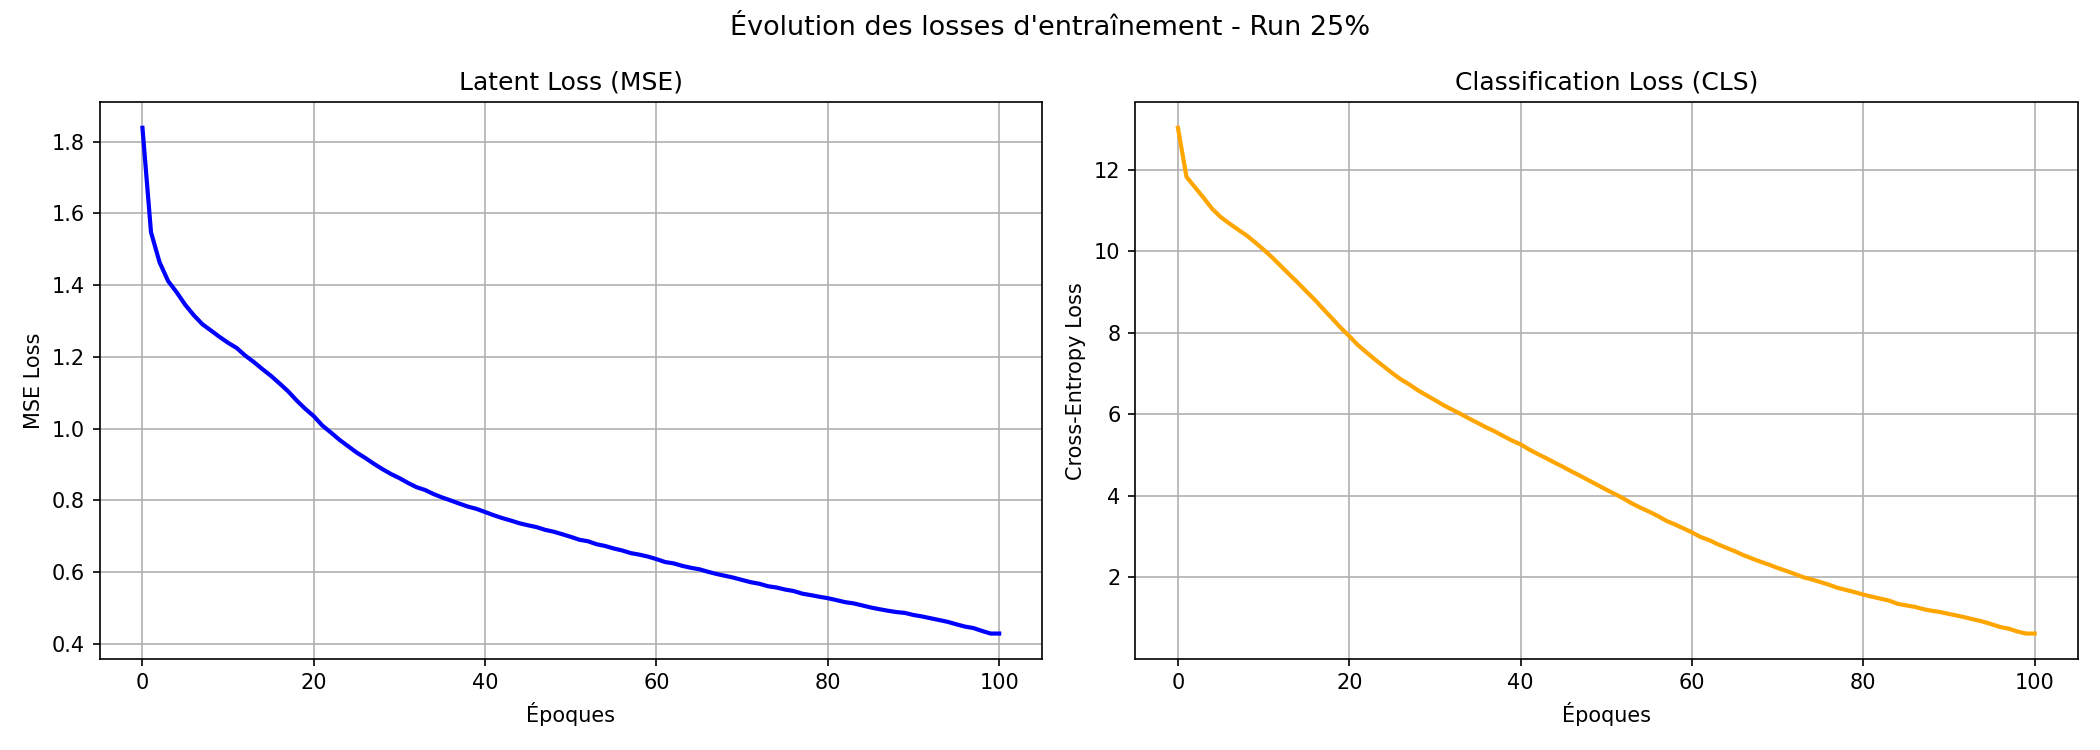 Évolution des losses d'entraînement - Run 25%
Latent Loss (MSE)
MSE Loss
1.8
1.6
1.4
1.2
1.0
0.8
0.6
0.4
0 20 40 60 80 100
Époques
Classification Loss (CLS)
Cross-Entropy Loss
12
10
8
6
4
2
0 20 40 60 80 100
Époques